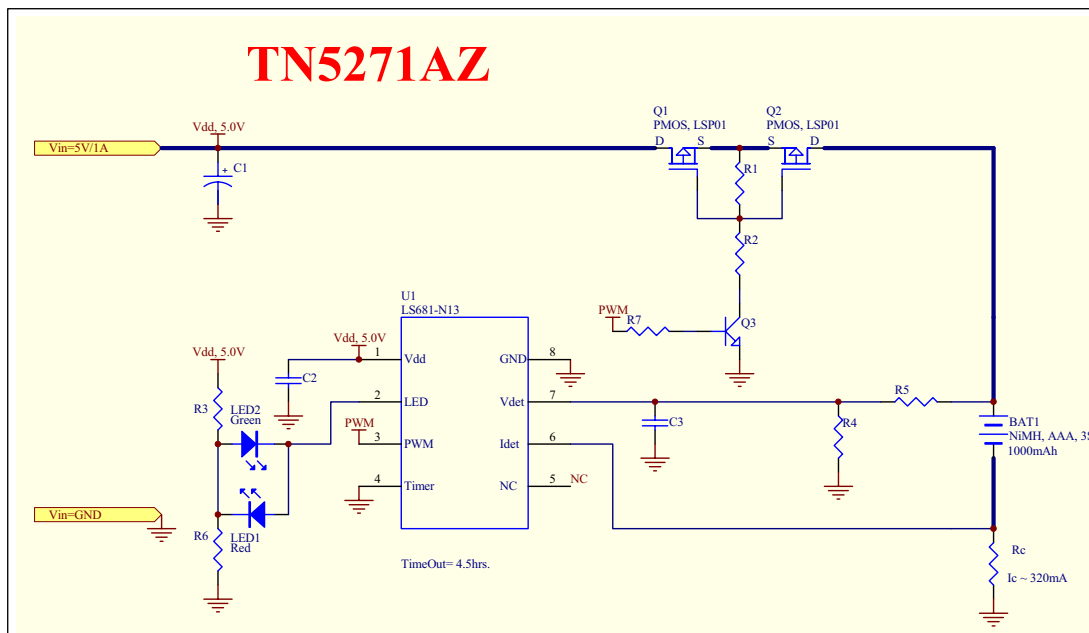 TN5271AZ
Q1
PMOS, LSP01
Q2
PMOS, LSP01
Vdd, 5.0V
D
S
S
D
Vin=5V/1A
C1
R1
R2
U1
LS681-N13
PWM
R7
Q3
Vdd, 5.0V
Vdd, 5.0V
1
Vdd
GND
8
C2
R3
LED2
Green
2
LED
Vdet
7
R5
PWM
3
PWM
C3
R4
Idet
6
BAT1
NiMH, AAA, 3S
1000mAh
4
Timer
NC
5
NC
Vin=GND
R6
LED1
Red
TimeOut= 4.5hrs.
Rc
Ic ~ 320mA